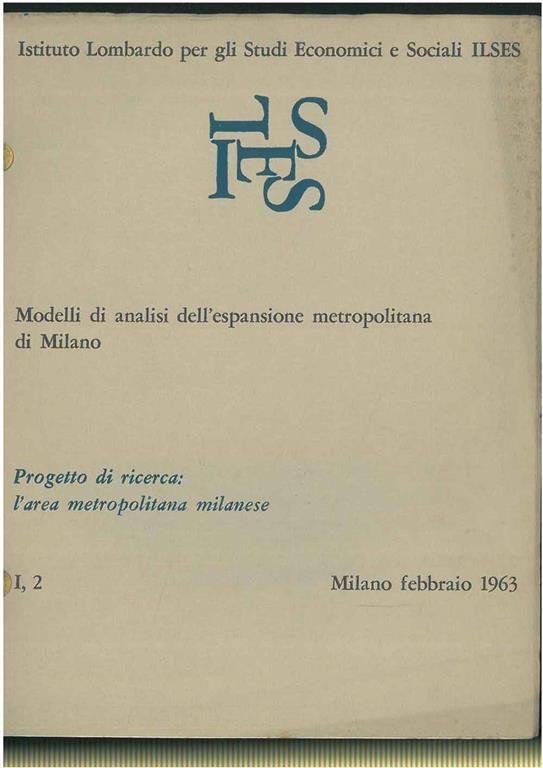 Istituto Lombardo per gli Studi Economici e Sociali ILSES
ILSES
Modelli di analisi dell'espansione metropolitana
di Milano
Progetto di ricerca:
l'area metropolitana milanese
I, 2
Milano febbraio 1963